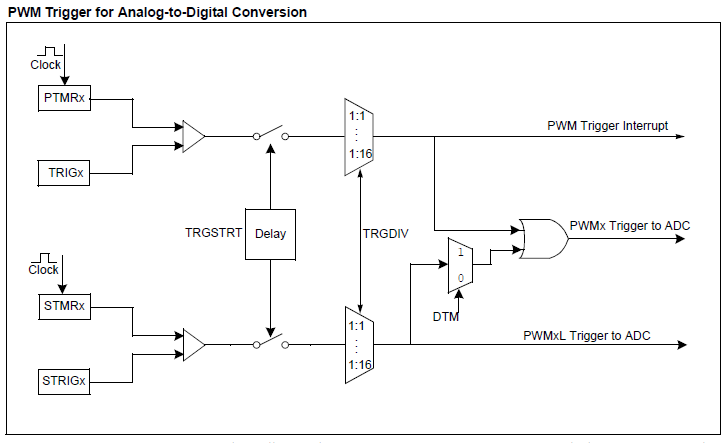 PWM Trigger for Analog-to-Digital Conversion
Clock
PTMRx
TRIGx
1:1
1:16
PWM Trigger Interrupt
TRGSTRT
Delay
TRGDIV
1
0
DTM
PWMx Trigger to ADC
Clock
STMRx
STRIGx
1:1
1:16
PWMxL Trigger to ADC